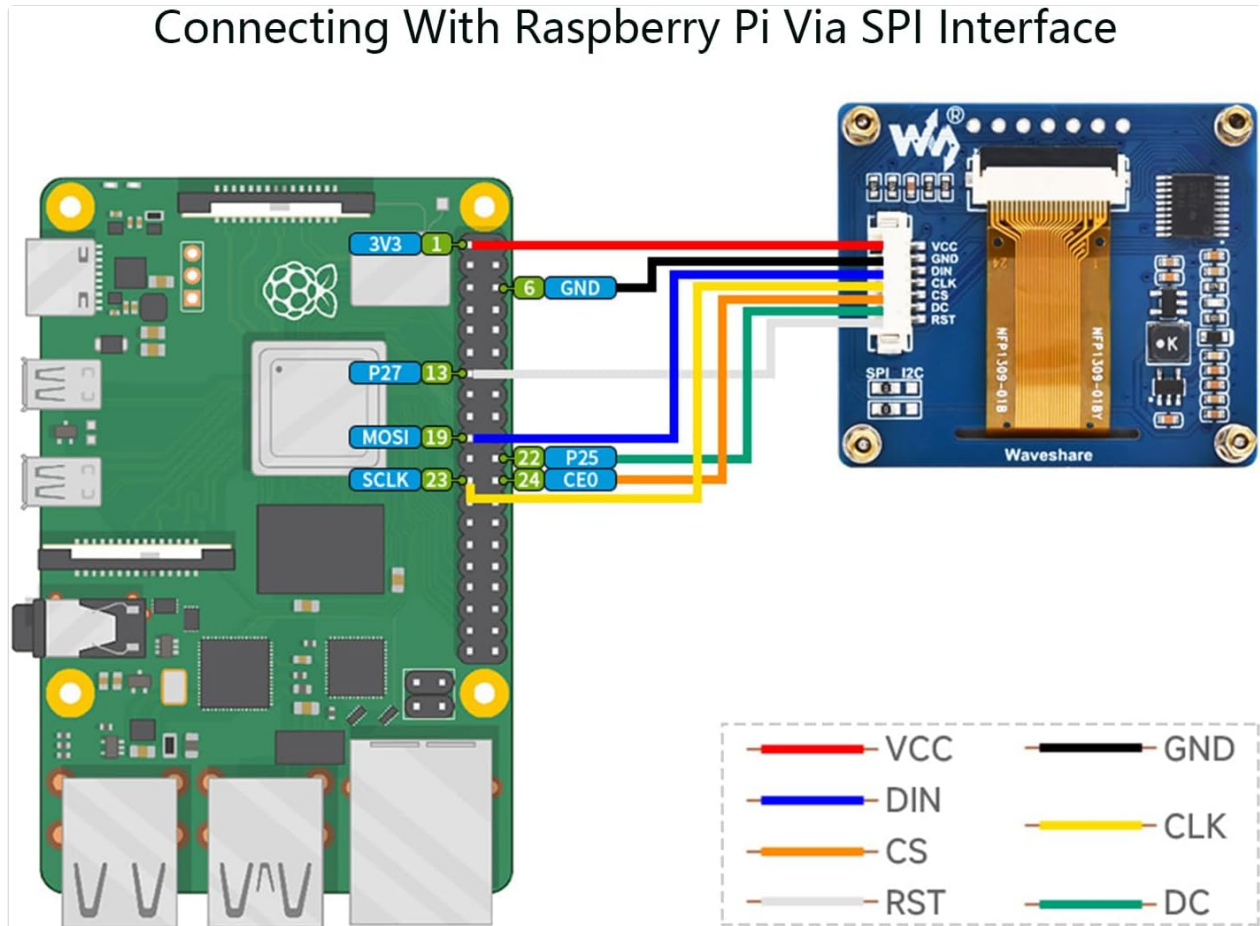 Connecting With Raspberry Pi Via SPI Interface
®
3V3 1
6 GND
P27 13
MOSI 19
22 P25
SCLK 23
24 CE0
VCC
GND
DIN
CLK
CS
DC
RST
SPI I2C
24
1
K
NFP1309-01B
NFP1309-01BY
Waveshare
VCC
GND
DIN
CLK
CS
RST
DC